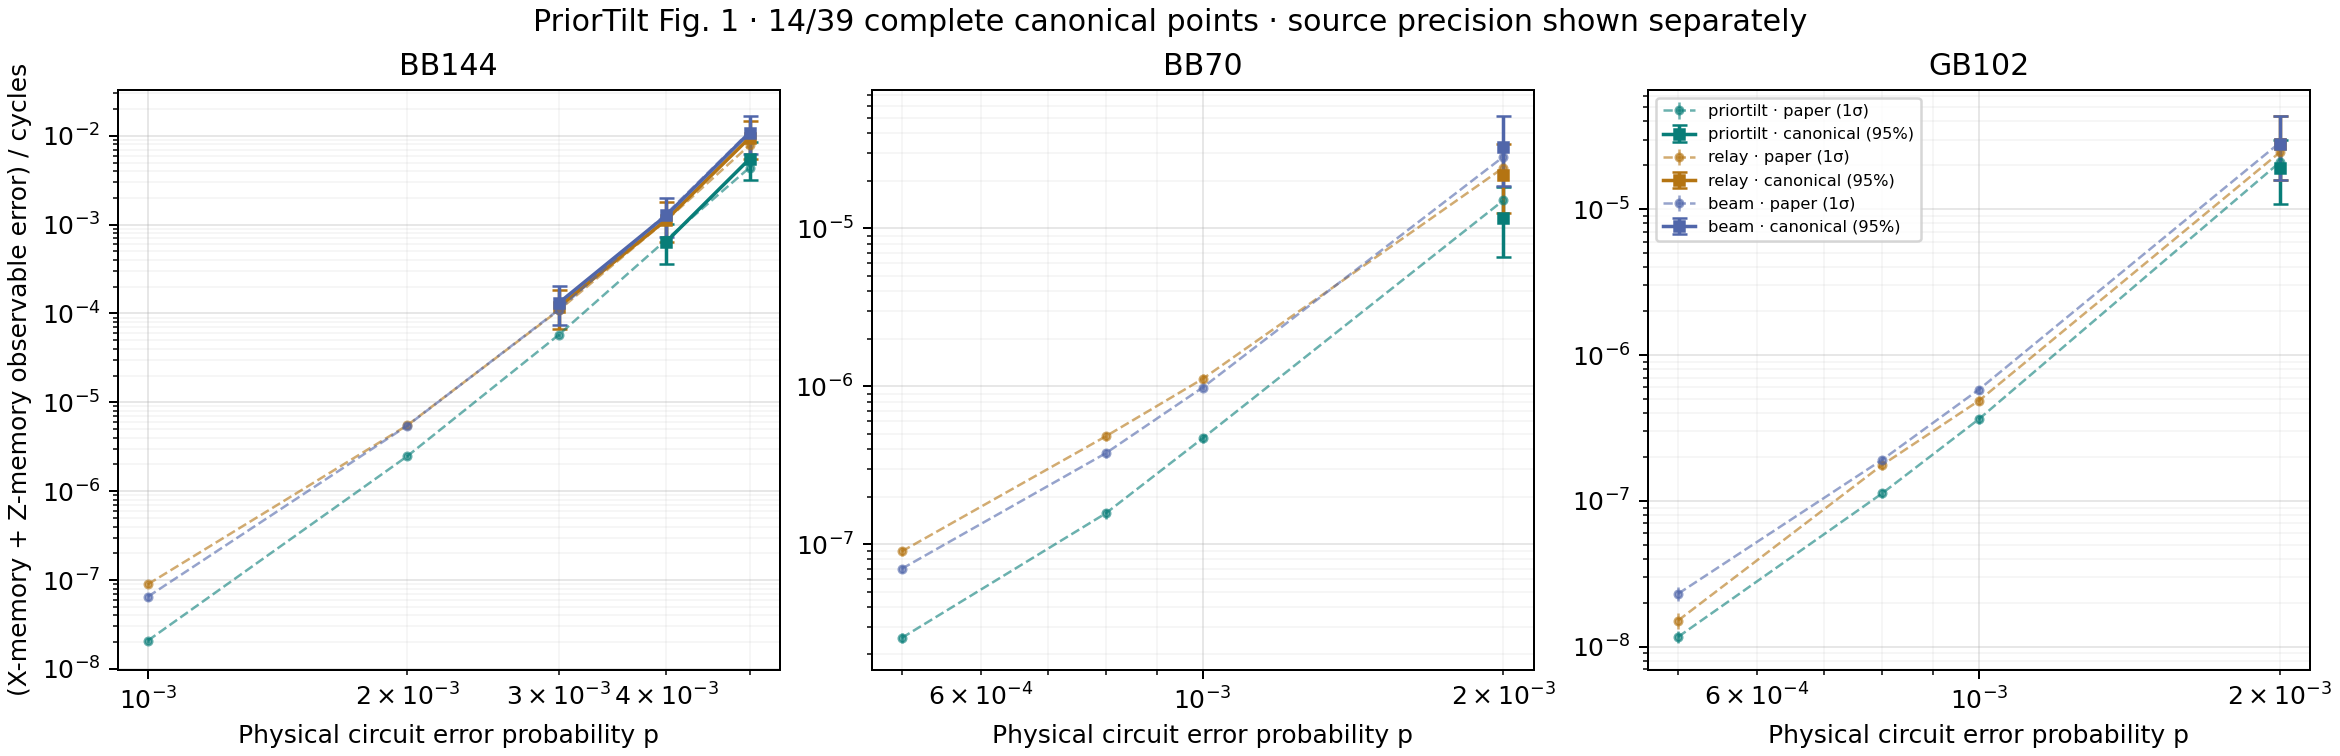 PriorTilt Fig. 1 · 14/39 complete canonical points · source precision shown separately
BB144
(X-memory + Z-memory observable error) / cycles
10⁻²
10⁻³
10⁻⁴
10⁻⁵
10⁻⁶
10⁻⁷
10⁻⁸
10⁻³
2 × 10⁻³
3 × 10⁻³
4 × 10⁻³
Physical circuit error probability p
BB70
10⁻⁵
10⁻⁶
10⁻⁷
6 × 10⁻⁴
10⁻³
2 × 10⁻³
Physical circuit error probability p
GB102
priortilt · paper (1σ)
priortilt · canonical (95%)
relay · paper (1σ)
relay · canonical (95%)
beam · paper (1σ)
beam · canonical (95%)
10⁻⁵
10⁻⁶
10⁻⁷
10⁻⁸
6 × 10⁻⁴
10⁻³
2 × 10⁻³
Physical circuit error probability p